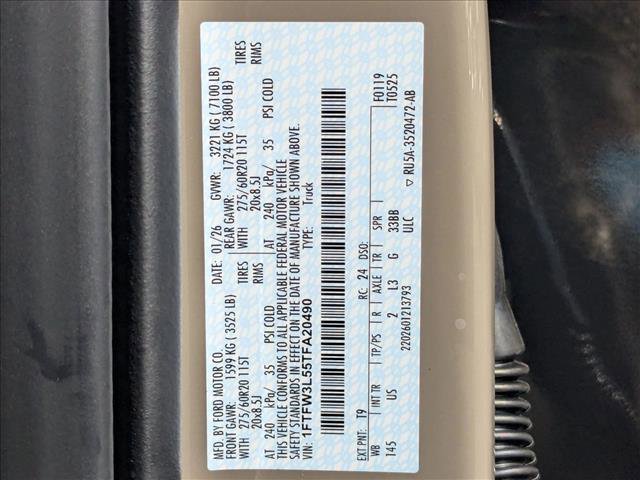 MFD. BY FORD MOTOR CO.
DATE: 01/26 GVWR: 3221 KG ( 7100 LB)
FRONT GAWR: 1599 KG ( 3525 LB) REAR GAWR: 1724 KG ( 3800 LB)
275/60R20 115T TIRES WITH 275/60R20 115T TIRES
20x8.5J RIMS 20x8.5J RIMS
AT 240 kPa/ 35 PSI COLD AT 240 kPa/ 35 PSI COLD
THIS VEHICLE CONFORMS TO ALL APPLICABLE FEDERAL MOTOR VEHICLE
SAFETY STANDARDS IN EFFECT ON THE DATE OF MANUFACTURE SHOWN ABOVE.
VIN: 1FTFW3L55TFA20490 TYPE: Truck
F0119
T0525
EXT PNT: T9 RC: 24 DSO:
WB INT TR TP/PS R AXLE TR SPR
145 US 2 L3 G 33BB
ULC
2202601213793
▽ RU5A-3520472-AB